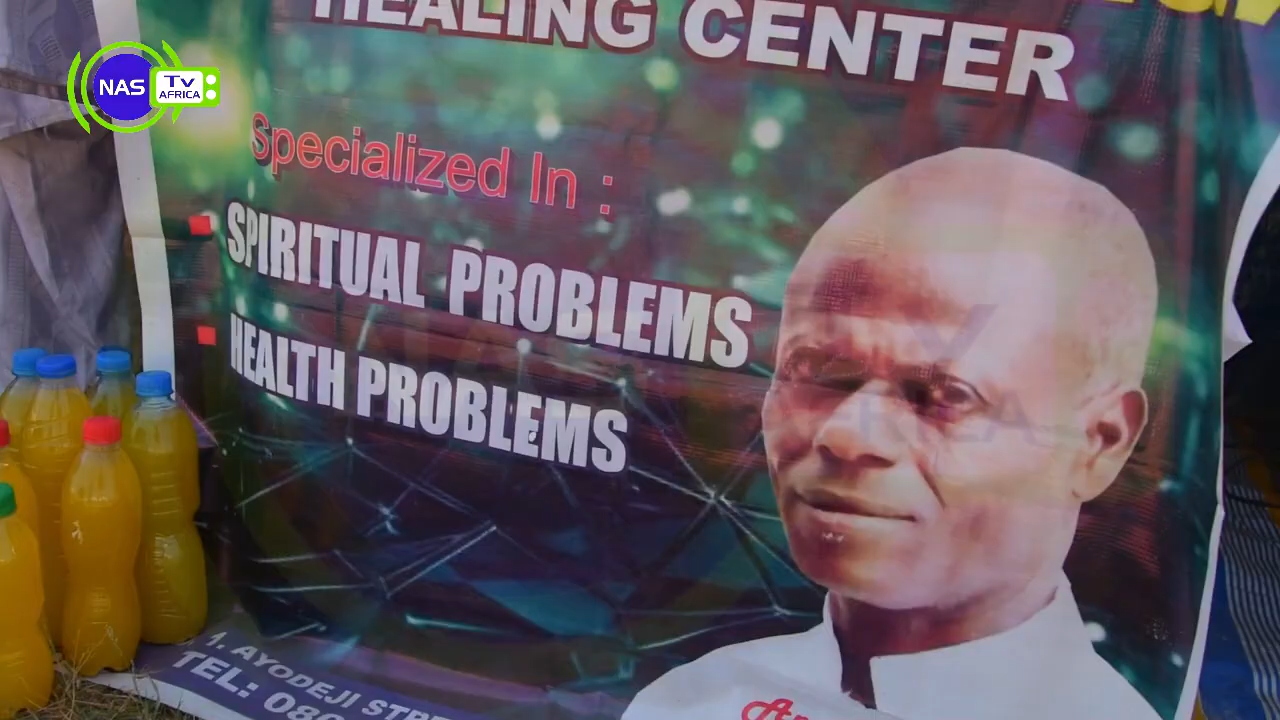 NAS
TV
AFRICA
HEALING CENTER
Specialized In :
SPIRITUAL PROBLEMS
HEALTH PROBLEMS
1, AYODEJI
TEL: